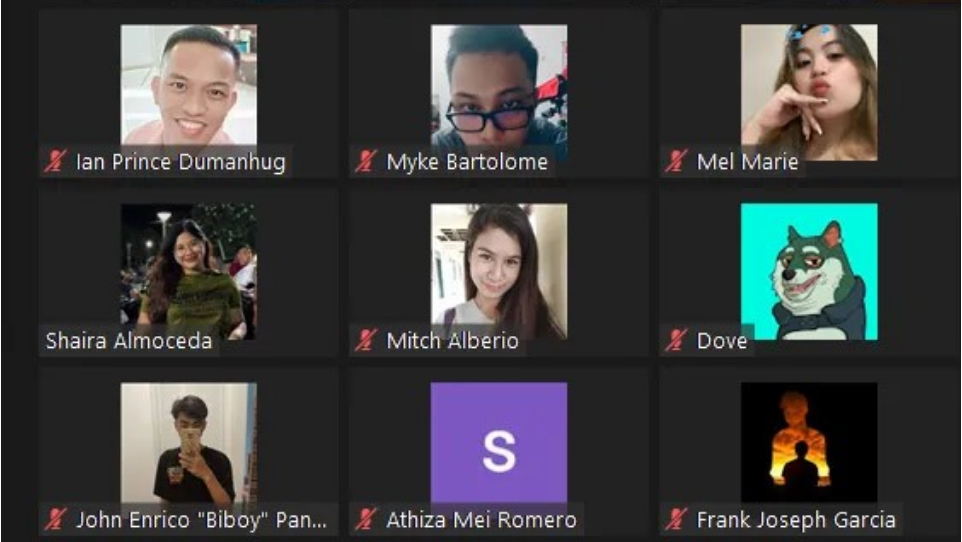 Ian Prince Dumanhug
Myke Bartolome
Mel Marie
Shaira Almoceda
Mitch Alberio
Dove
John Enrico "Biboy" Pan...
S
Athiza Mei Romero
Frank Joseph Garcia